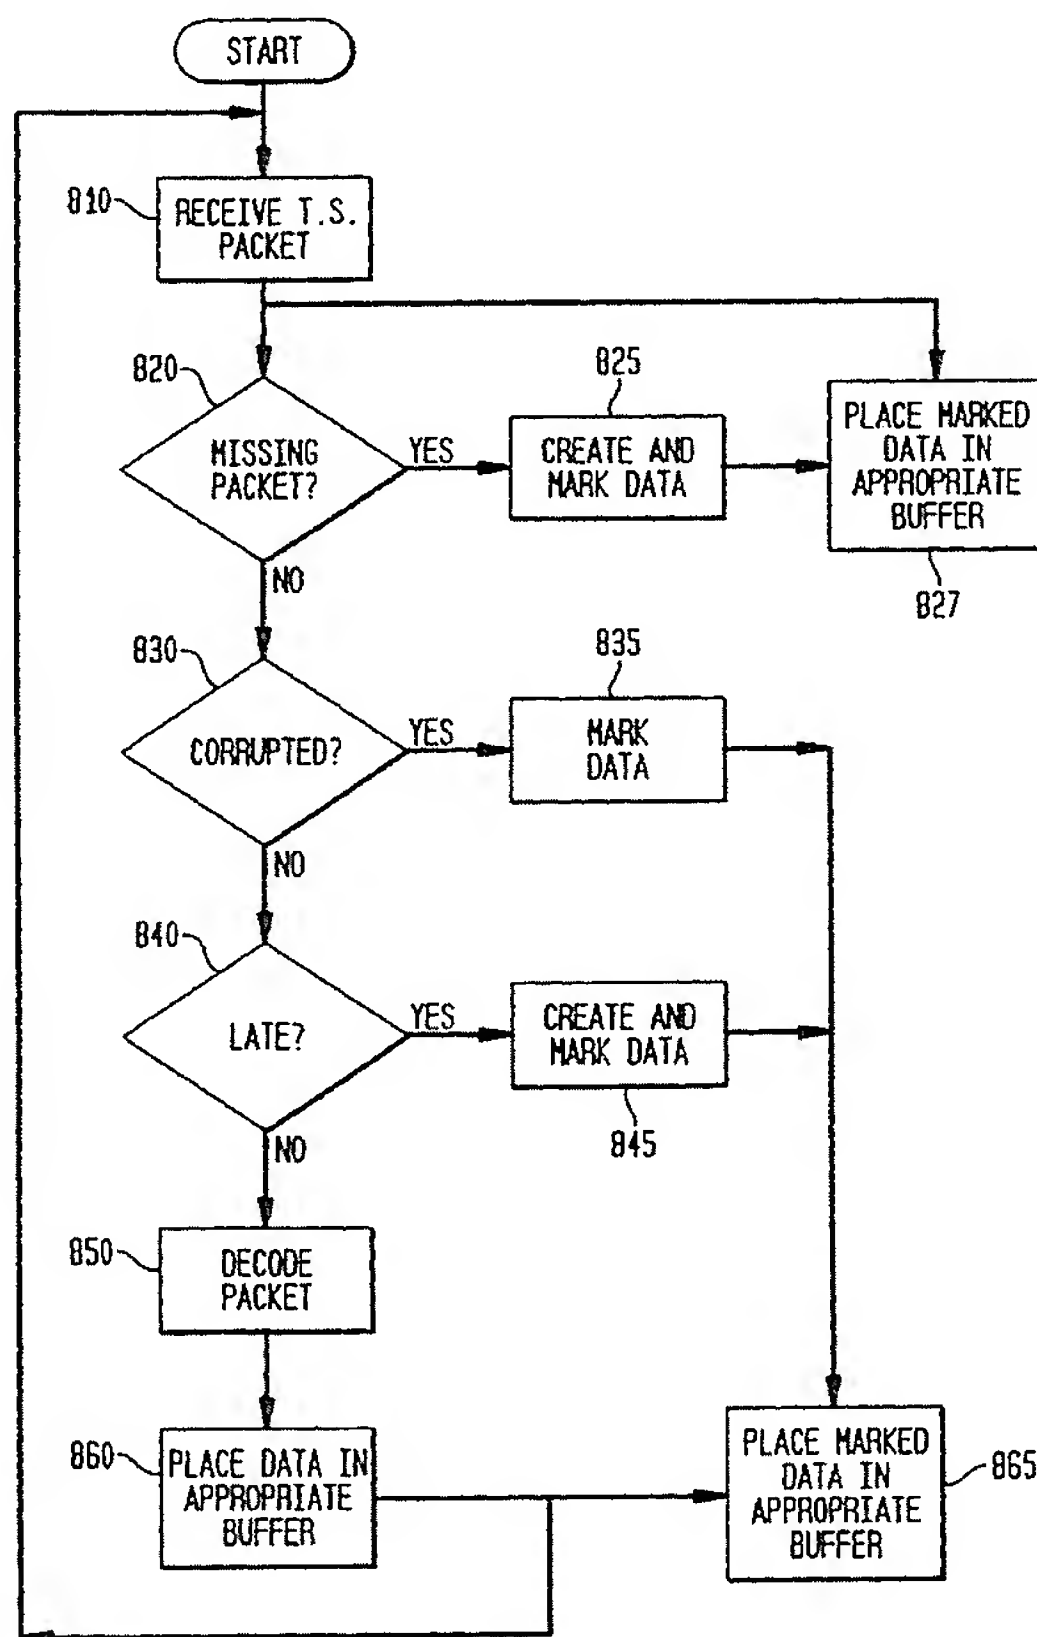 START
810
RECEIVE T.S.
PACKET
820
MISSING
PACKET?
YES
NO
825
CREATE AND
MARK DATA
PLACE MARKED
DATA IN
APPROPRIATE
BUFFER
827
830
CORRUPTED?
YES
NO
835
MARK
DATA
840
LATE?
YES
NO
CREATE AND
MARK DATA
845
850
DECODE
PACKET
860
PLACE DATA IN
APPROPRIATE
BUFFER
PLACE MARKED
DATA IN
APPROPRIATE
BUFFER
865